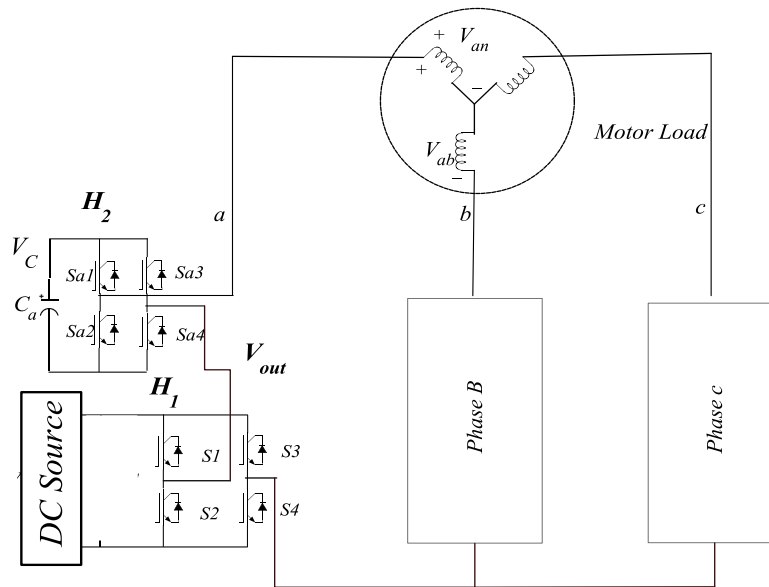 + V_an
+ −
Motor Load
V_ab
−
a
b
c
H_2
V_C
Sa1 Sa3
+
C_a
Sa2 Sa4
V_out
H_1
DC Source
S1 S3
S2 S4
Phase B
Phase c